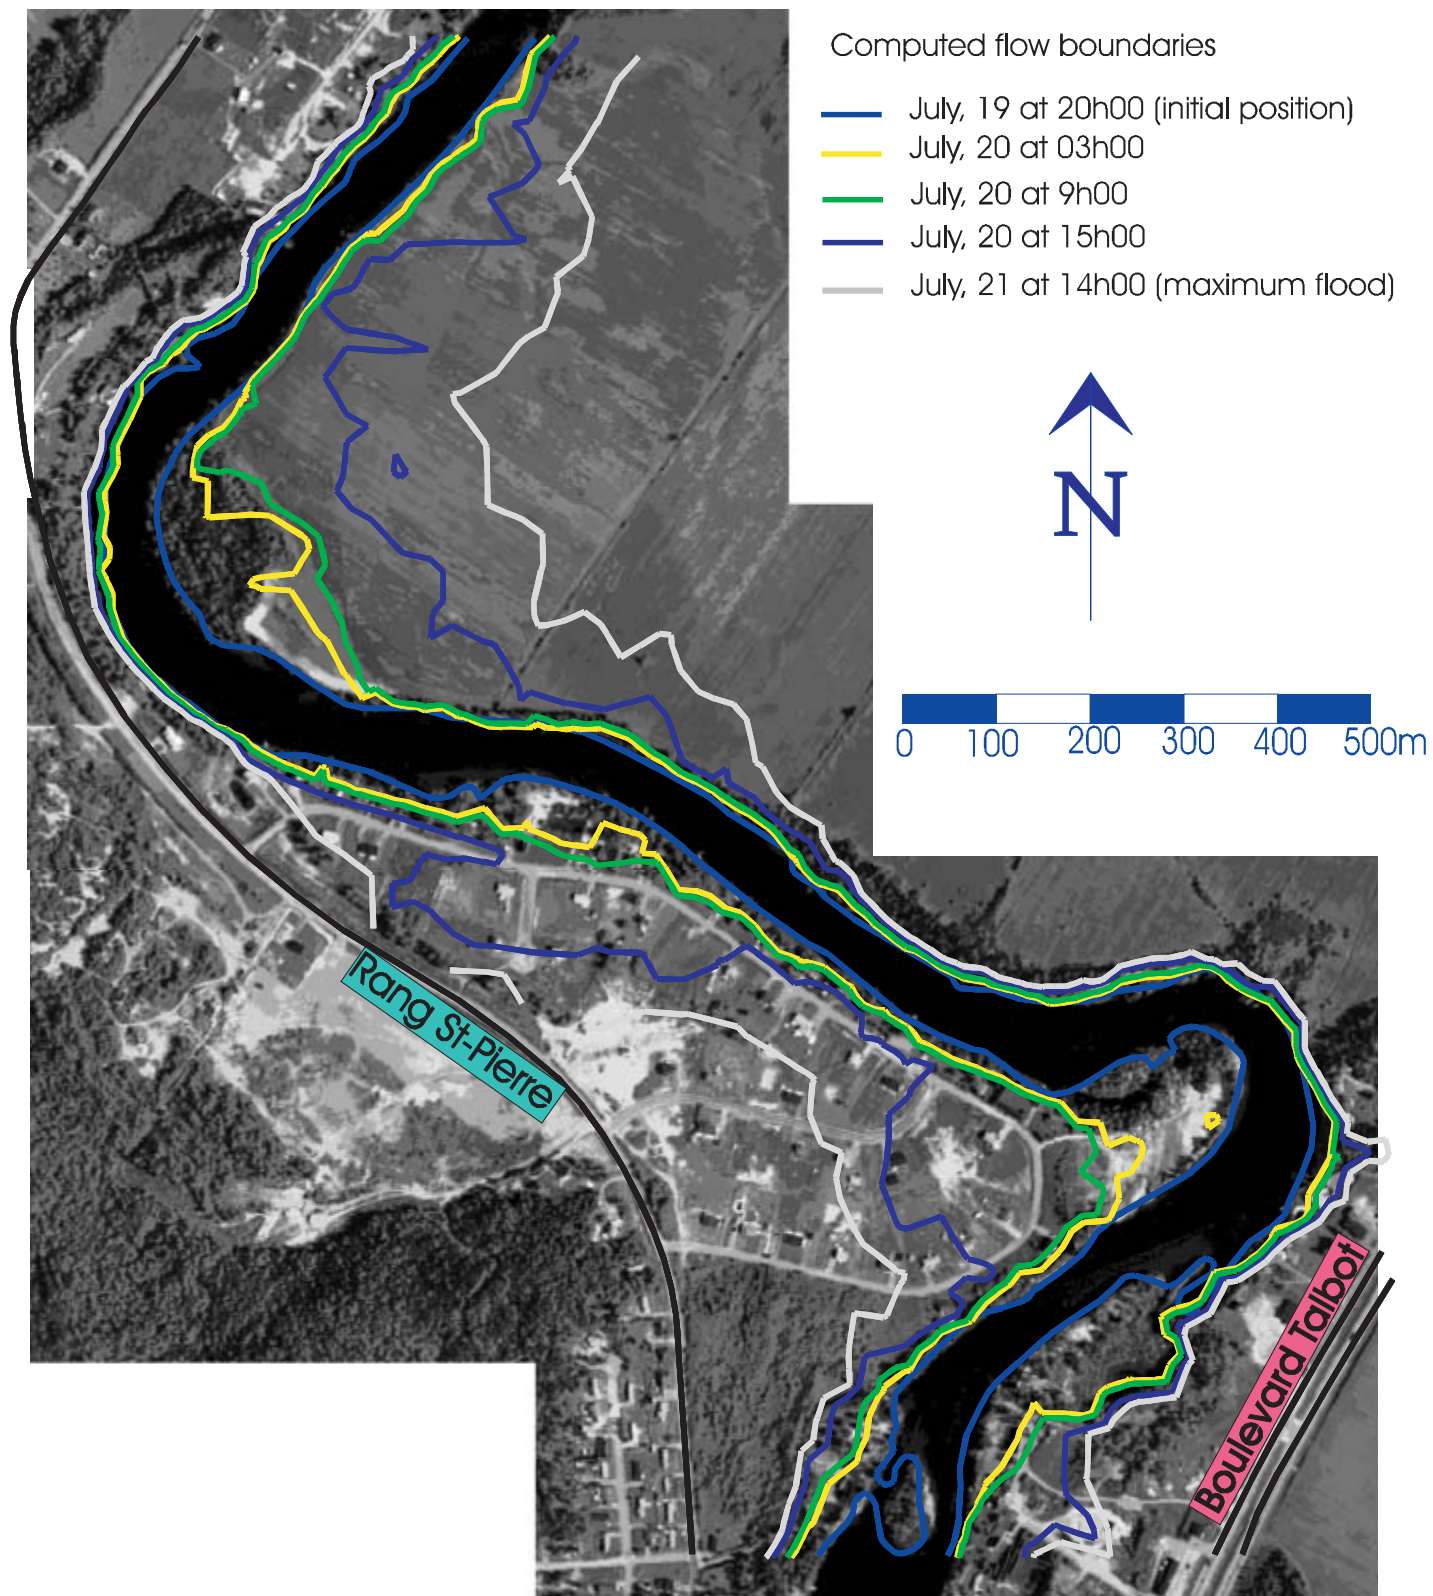 Computed flow boundaries
July, 19 at 20h00 (initial position)
July, 20 at 03h00
July, 20 at 9h00
July, 20 at 15h00
July, 21 at 14h00 (maximum flood)
N
0 100 200 300 400 500m
Rang St-Pierre
Boulevard Talbot